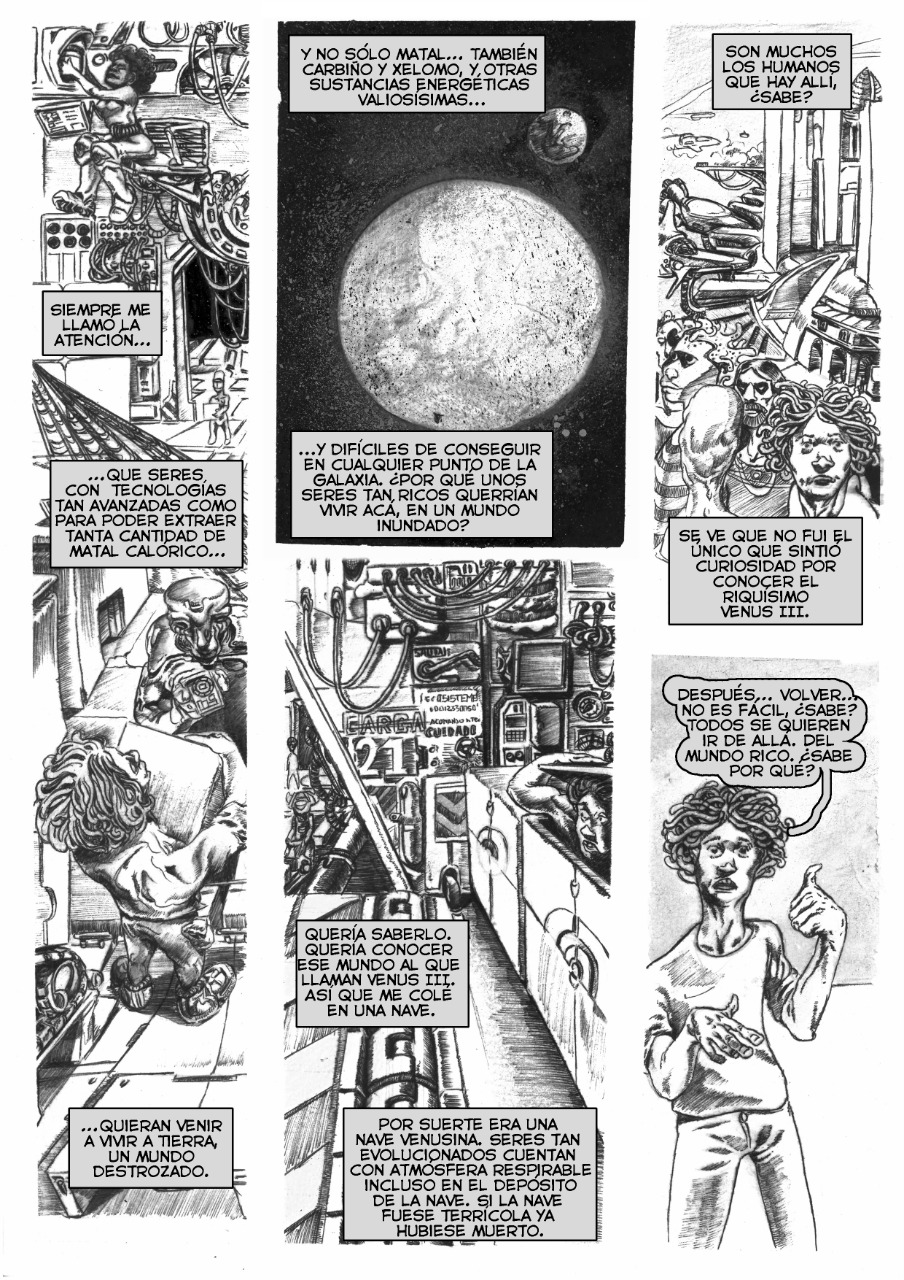 SIEMPRE ME
LLAMO LA
ATENCIÓN...
...QUE SERES
CON TECNOLOGÍAS
TAN AVANZADAS COMO
PARA PODER EXTRAER
TANTA CANTIDAD DE
MATAL CALÓRICO...
...QUIERAN VENIR
A VIVIR A TIERRA,
UN MUNDO
DESTROZADO.
Y NO SÓLO MATAL... TAMBIÉN
CARBIÑO Y XELOMO, Y, OTRAS
SUSTANCIAS ENERGÉTICAS
VALIOSÍSIMAS...
...Y DIFÍCILES DE CONSEGUIR
EN CUALQUIER PUNTO DE LA
GALAXIA. ¿POR QUÉ UNOS
SERES TAN RICOS QUERRÍAN
VIVIR ACÁ, EN UN MUNDO
INUNDADO?
CARGA
21
CUIDADO
QUERÍA SABERLO.
QUERÍA CONOCER
ESE MUNDO AL QUE
LLAMAN VENUS III.
ASÍ QUE ME COLÉ
EN UNA NAVE.
POR SUERTE ERA UNA
NAVE VENUSINA. SERES TAN
EVOLUCIONADOS CUENTAN
CON ATMÓSFERA RESPIRABLE
INCLUSO EN EL DEPÓSITO
DE LA NAVE. SI LA NAVE
FUESE TERRÍCOLA YA
HUBIESE MUERTO.
SON MUCHOS
LOS HUMANOS
QUE HAY ALLÍ,
¿SABE?
SE VE QUE NO FUI EL
ÚNICO QUE SINTIÓ
CURIOSIDAD POR
CONOCER EL
RIQUÍSIMO
VENUS III.
DESPUÉS... VOLVER...
NO ES FÁCIL, ¿SABE?
TODOS SE QUIEREN
IR DE ALLÁ. DEL
MUNDO RICO. ¿SABE
POR QUÉ?